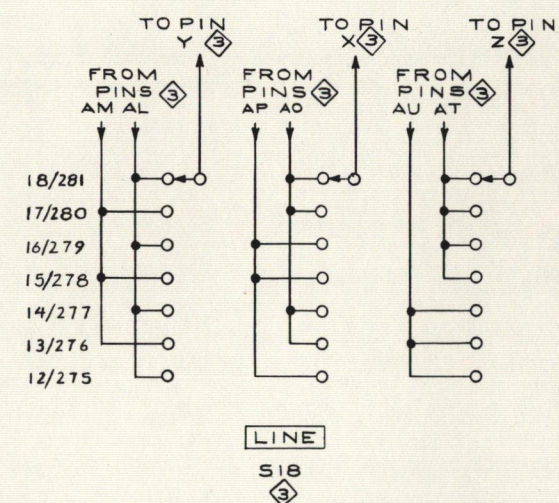 TO PIN
Y 3
TO PIN
X 3
TO PIN
Z 3
FROM
PINS 3
AM AL
FROM
PINS 3
AP AO
FROM
PINS 3
AU AT
18/281
17/280
16/279
15/278
14/277
13/276
12/275
LINE
S18
3